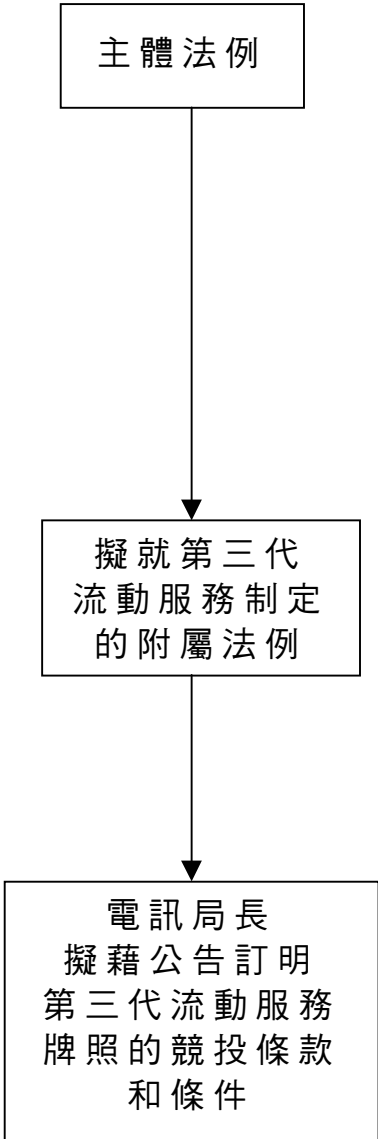 主體法例
擬就第三代
流動服務制定
的附屬法例
電訊局長
擬藉公告訂明
第三代流動服務
牌照的競投條款
和條件